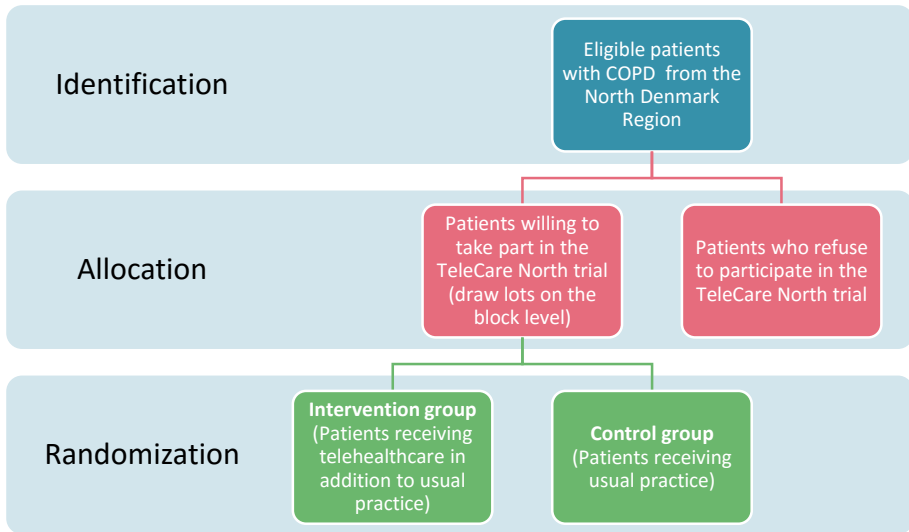 Identification
Eligible patients
with COPD from the
North Denmark
Region
Allocation
Patients willing to
take part in the
TeleCare North trial
(draw lots on the
block level)
Patients who refuse
to participate in the
TeleCare North trial
Randomization
Intervention group
(Patients receiving
telehealthcare in
addition to usual
practice)
Control group
(Patients receiving
usual practice)